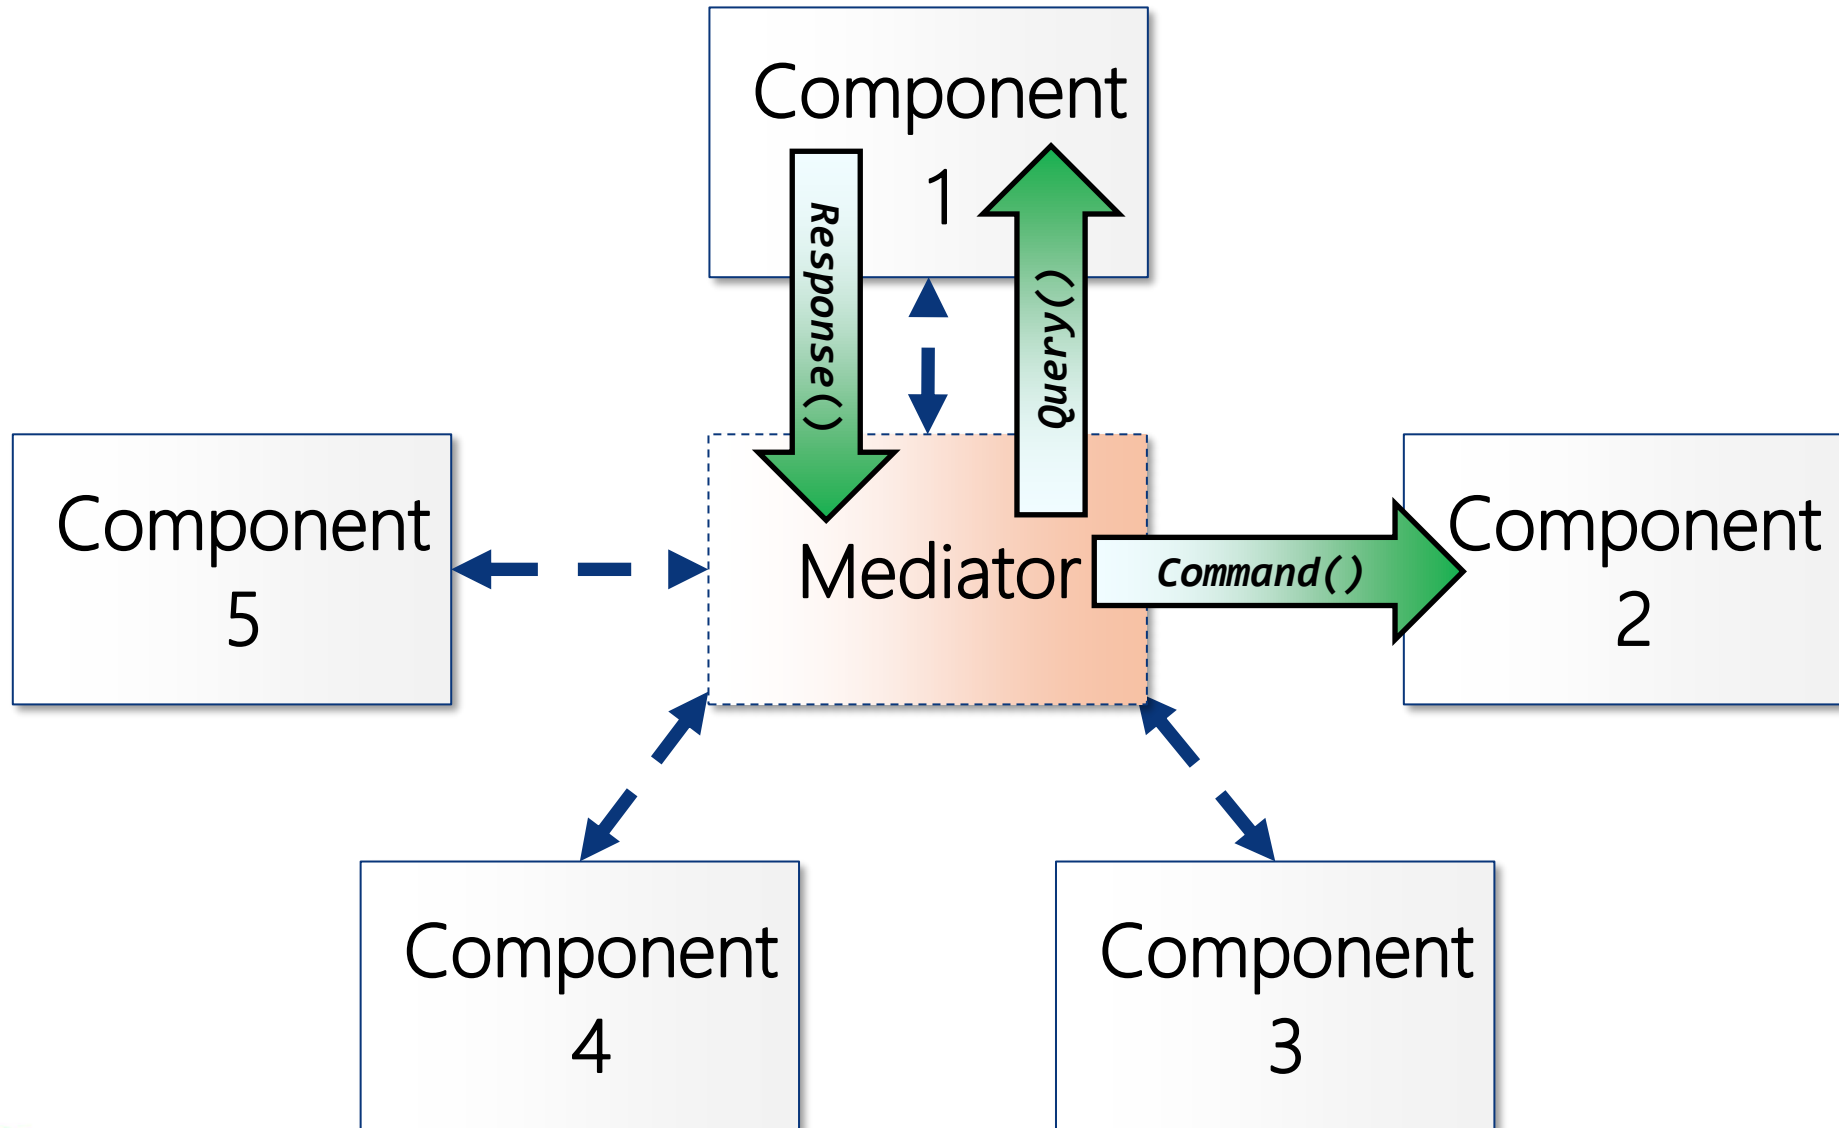 Component
1
Response()
Query()
Component
5
Mediator
Command()
Component
2
Component
4
Component
3